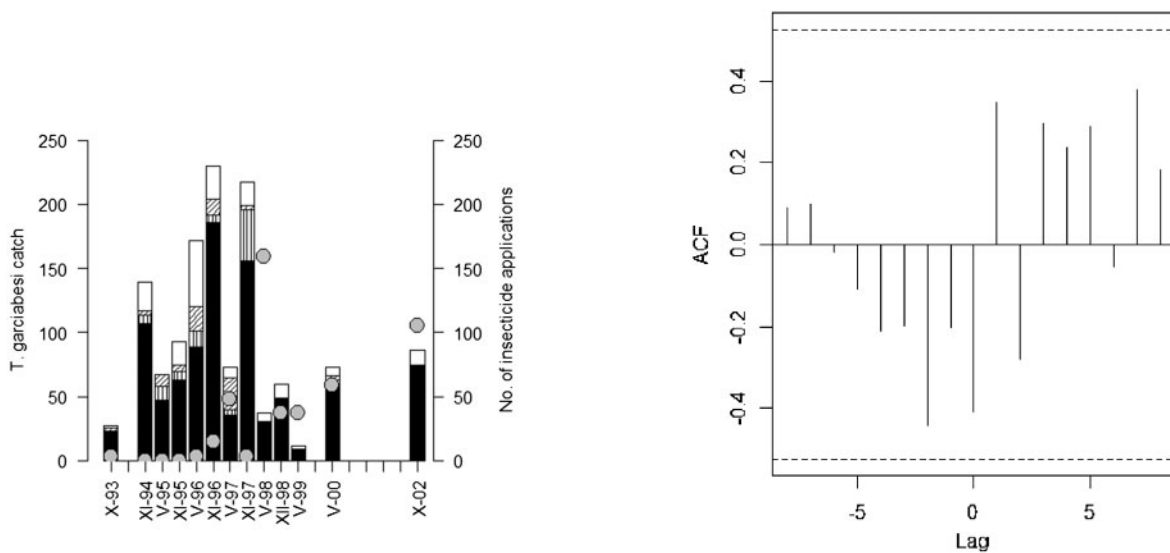 T. garciabesi catch
250
200
150
100
50
0
X-93
XI-94
V-95
XI-95
V-96
XI-96
V-97
XI-97
V-98
XII-98
V-99
V-00
X-02
250
200
150
100
50
0
No. of insecticide applications
ACF
0.4
0.2
0.0
-0.2
-0.4
-5
0
5
Lag